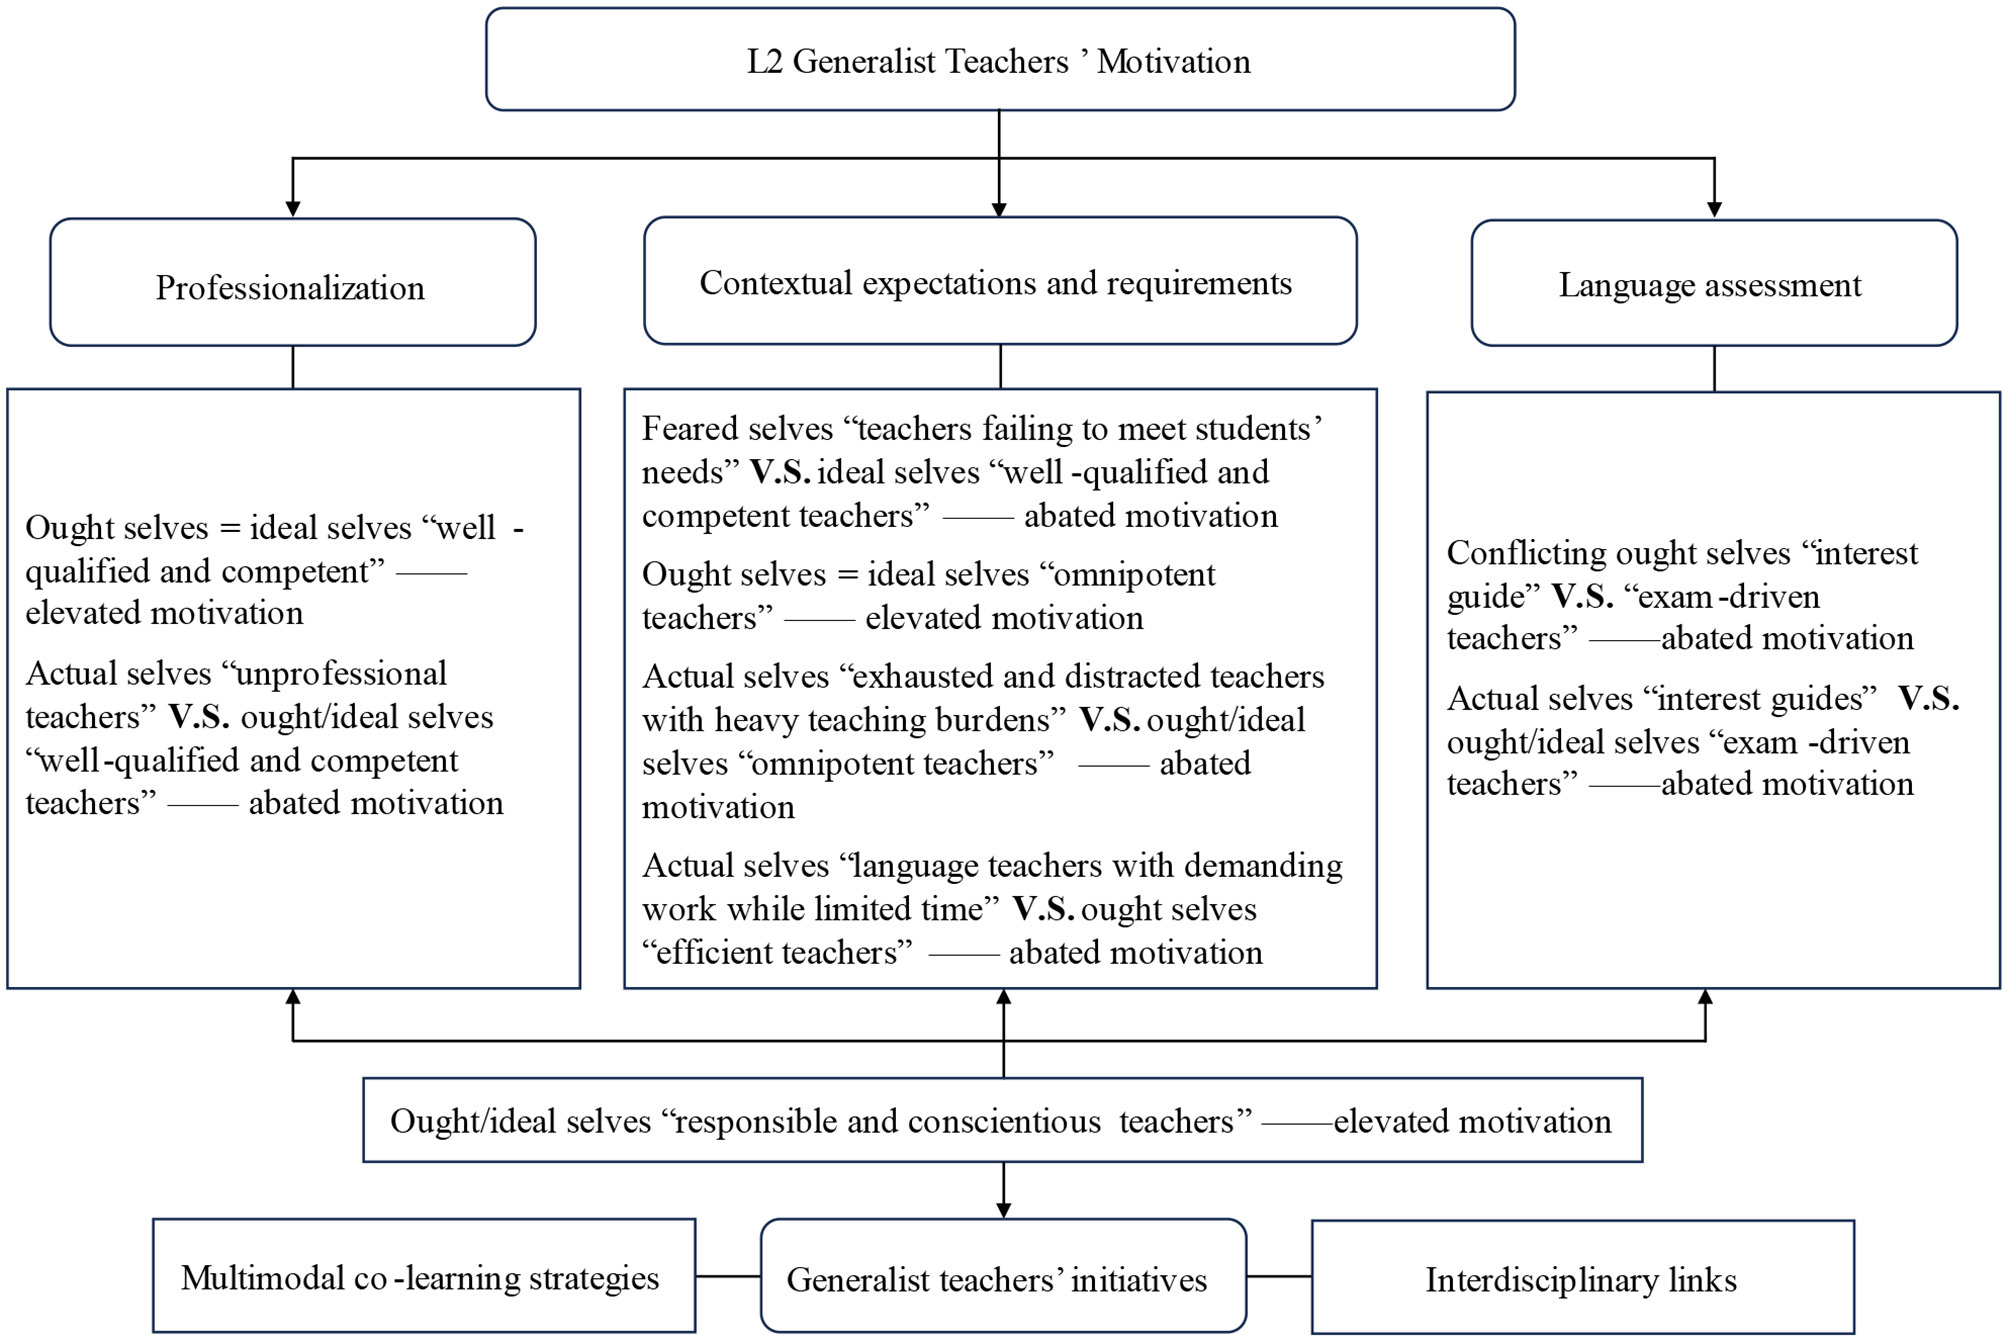 L2 Generalist Teachers ’ Motivation
Professionalization
Contextual expectations and requirements
Language assessment
Ought selves = ideal selves “well -
qualified and competent” ——
elevated motivation
Actual selves “unprofessional
teachers” V.S. ought/ideal selves
“well-qualified and competent
teachers” —— abated motivation
Feared selves “teachers failing to meet students’
needs” V.S. ideal selves “well -qualified and
competent teachers” —— abated motivation
Ought selves = ideal selves “omnipotent
teachers” —— elevated motivation
Actual selves “exhausted and distracted teachers
with heavy teaching burdens” V.S. ought/ideal
selves “omnipotent teachers” —— abated
motivation
Actual selves “language teachers with demanding
work while limited time” V.S. ought selves
“efficient teachers” —— abated motivation
Conflicting ought selves “interest
guide” V.S. “exam -driven
teachers” ——abated motivation
Actual selves “interest guides” V.S.
ought/ideal selves “exam -driven
teachers” ——abated motivation
Ought/ideal selves “responsible and conscientious teachers” ——elevated motivation
Multimodal co -learning strategies
Generalist teachers’ initiatives
Interdisciplinary links